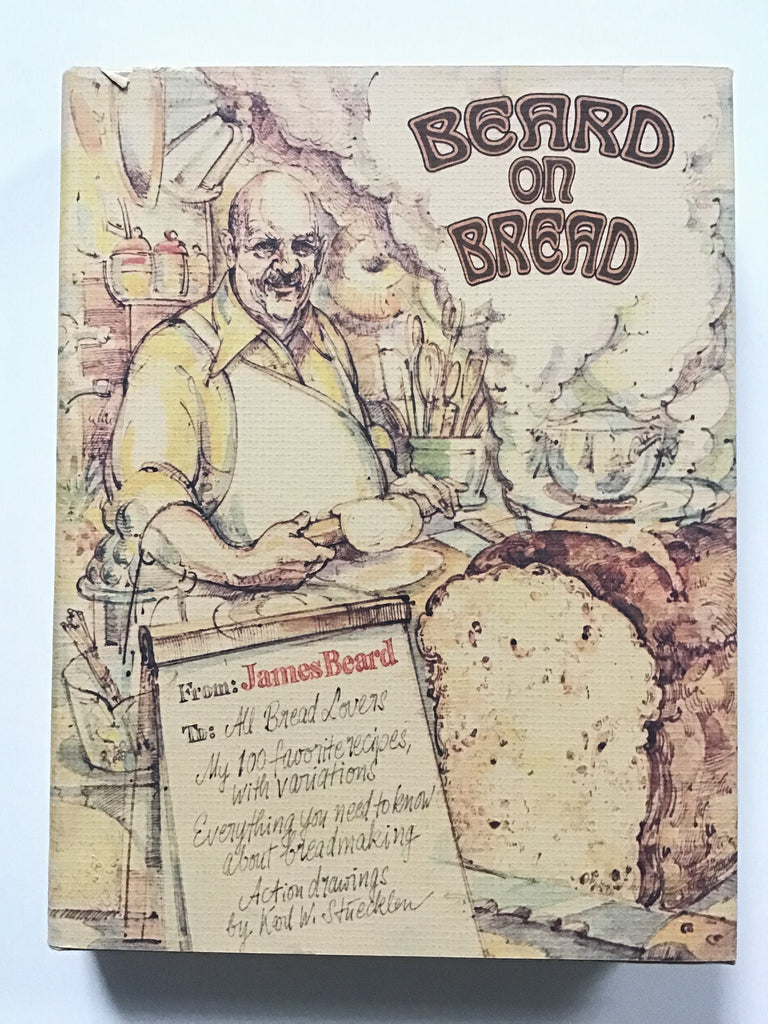 BEARD
on
BREAD
From: James Beard
To: All Bread Lovers
My 100 favorite recipes,
with variations
Everything you need to know
about breadmaking
Action drawings
by Karl W. Stuecklen